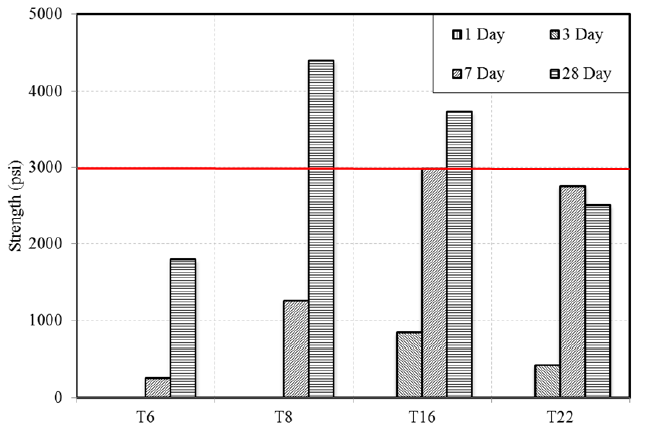 5000
4000
3000
2000
1000
0
Strength (psi)
1 Day
3 Day
7 Day
28 Day
T6
T8
T16
T22